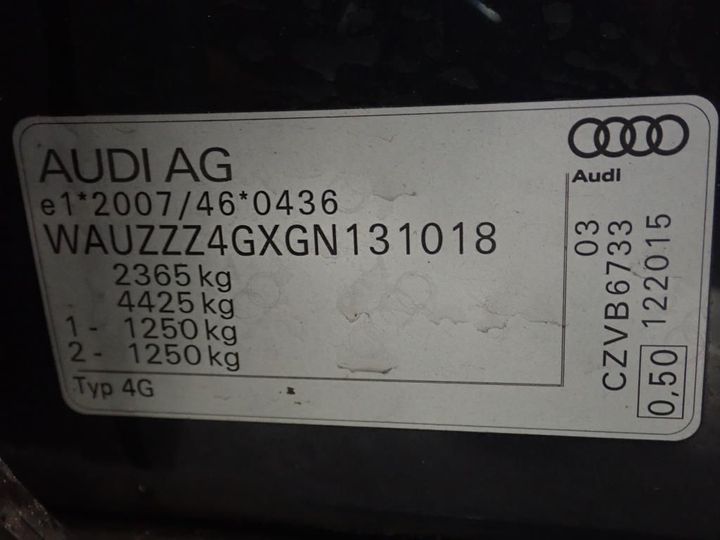 AUDI AG
e1*2007/46*0436
WAUZZZ4GXGN131018
2365 kg
4425 kg
1 - 1250 kg
2 - 1250 kg
Typ 4G
Audi
03
CZVB6733
0,50 122015